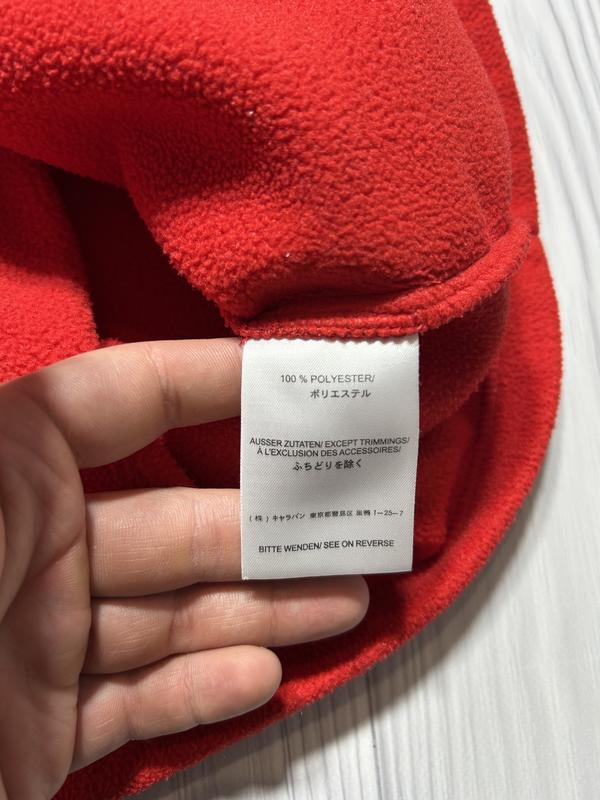 100 % POLYESTER/
ポリエステル
AUSSER ZUTATEN/ EXCEPT TRIMMINGS/
À L'EXCLUSION DES ACCESSOIRES/
ふちどりを除く
(株) キャラバン 東京都豊島区 巣鴨 1-25-7
BITTE WENDEN/ SEE ON REVERSE